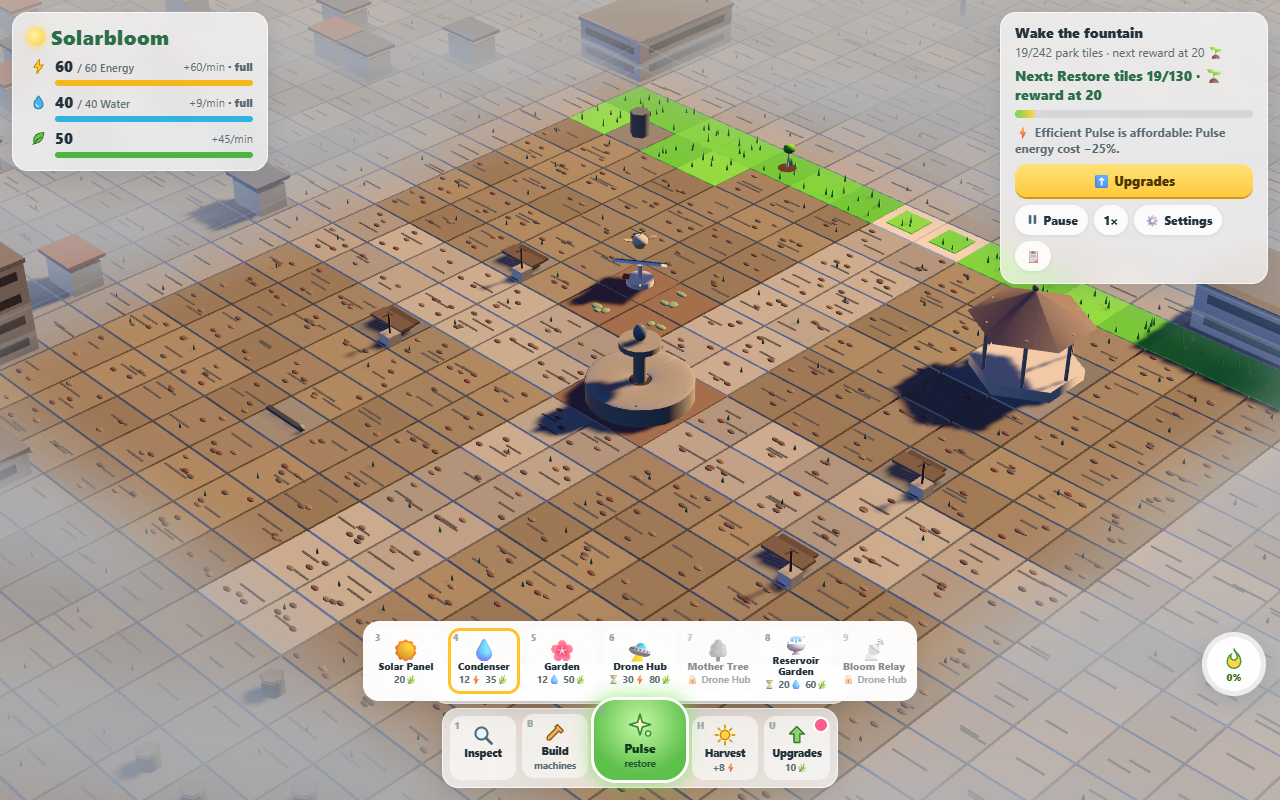 Solarbloom
60 / 60 Energy +60/min • full
40 / 40 Water +9/min • full
50 +45/min
Wake the fountain
19/242 park tiles · next reward at 20
Next: Restore tiles 19/130 ·
reward at 20
Efficient Pulse is affordable: Pulse
energy cost −25%.
Upgrades
Pause 1× Settings
0%
3 4 5 6 7 8 9
Solar Panel
20
Condenser
12 35
Garden
12 50
Drone Hub
30 80
Mother Tree
Drone Hub
Reservoir
Garden
20 60
Bloom Relay
Drone Hub
1
Inspect
B
Build
machines
Pulse
restore
H
Harvest
+8
U
Upgrades
10